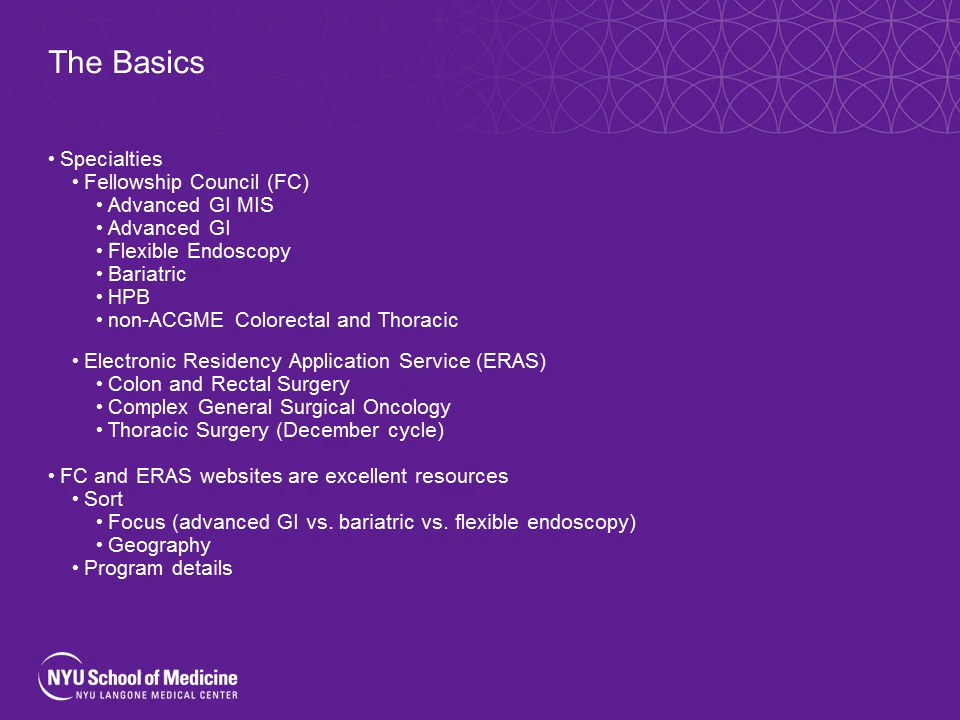 The Basics
• Specialties
• Fellowship Council (FC)
• Advanced GI MIS
• Advanced GI
• Flexible Endoscopy
• Bariatric
• HPB
• non-ACGME Colorectal and Thoracic
• Electronic Residency Application Service (ERAS)
• Colon and Rectal Surgery
• Complex General Surgical Oncology
• Thoracic Surgery (December cycle)
• FC and ERAS websites are excellent resources
• Sort
• Focus (advanced GI vs. bariatric vs. flexible endoscopy)
• Geography
• Program details
NYU School of Medicine
NYU LANGONE MEDICAL CENTER